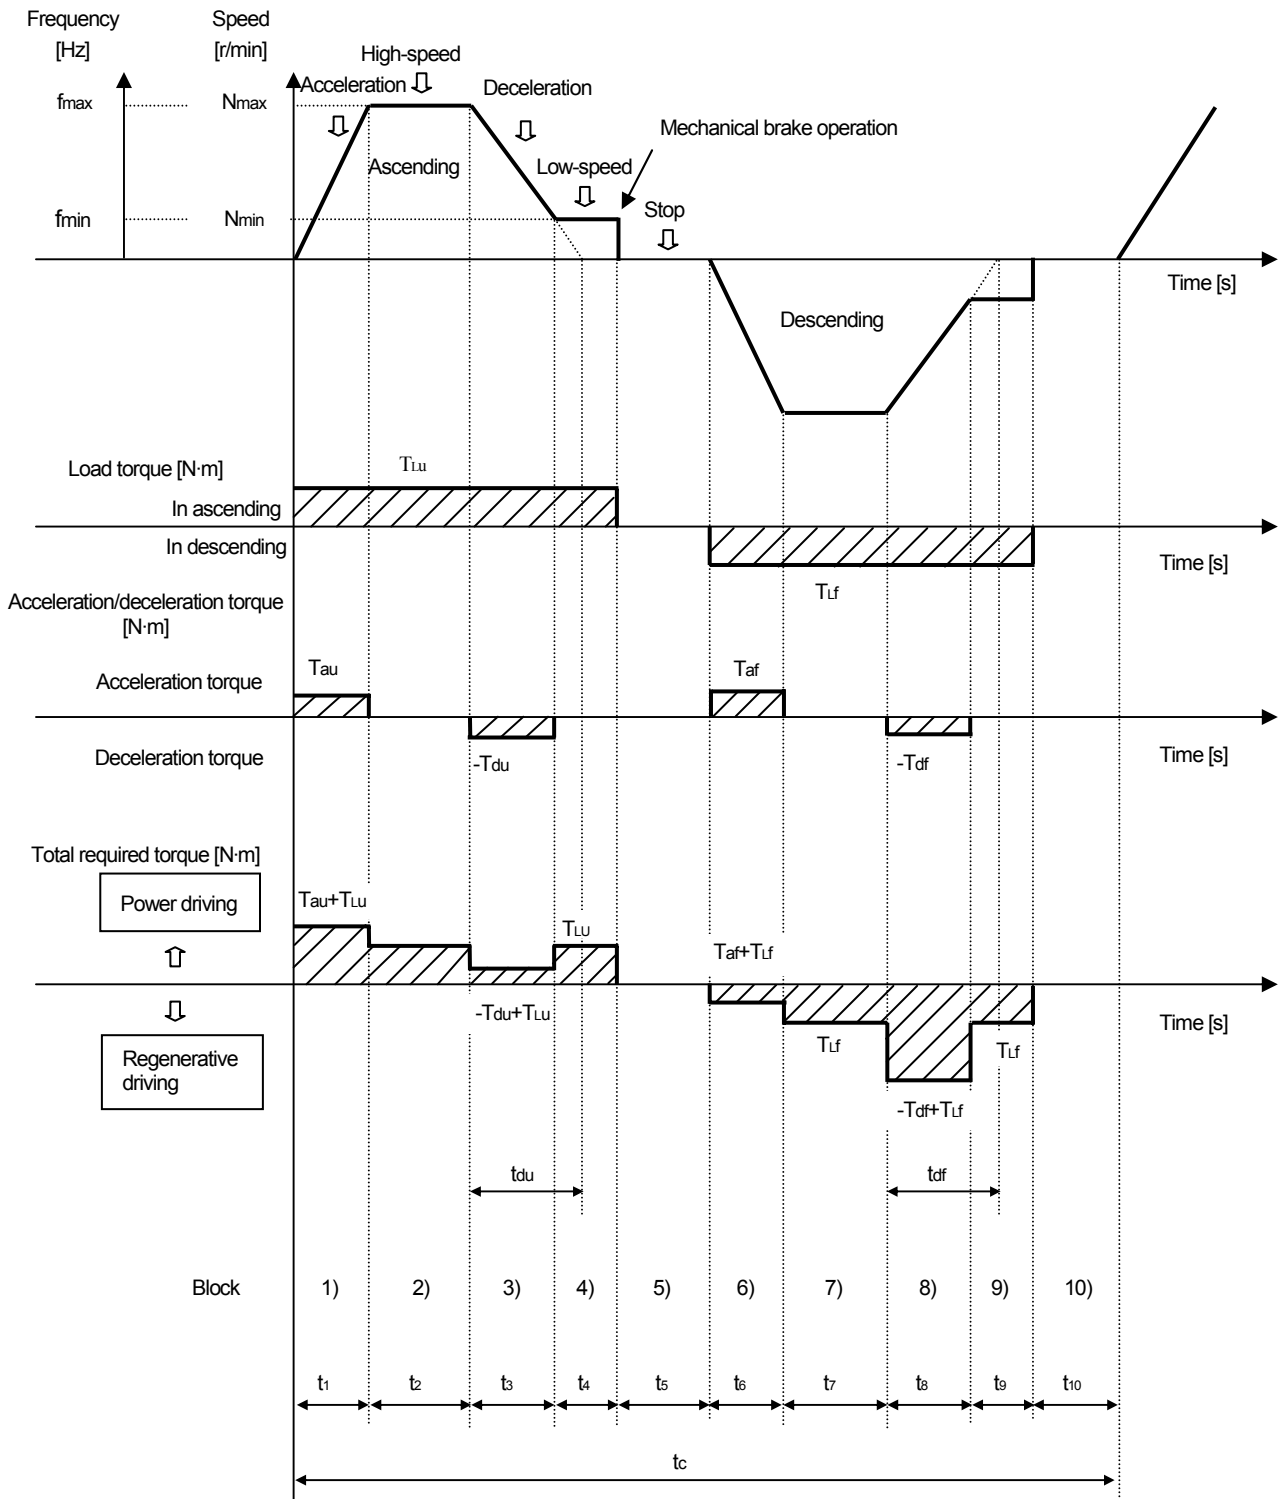 Frequency
[Hz]
Speed
[r/min]
High-speed
Acceleration
Deceleration
fmax
Nmax
Mechanical brake operation
Ascending
Low-speed
fmin
Nmin
Stop
Time [s]
Descending
Load torque [N·m]
TLu
In ascending
In descending
Time [s]
TLf
Acceleration/deceleration torque
[N·m]
Tau
Taf
Acceleration torque
Deceleration torque
-Tdu
-Tdf
Time [s]
Total required torque [N·m]
Power driving
Tau+TLu
TLU
Taf+TLf
-Tdu+TLu
Time [s]
Regenerative
driving
TLf
TLf
-Tdf+TLf
tdu
tdf
Block
1)
2)
3)
4)
5)
6)
7)
8)
9)
10)
t1
t2
t3
t4
t5
t6
t7
t8
t9
t10
tc